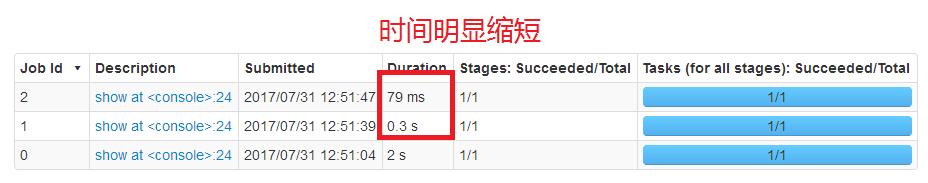 时间明显缩短
Job Id ▾ Description Submitted Duration Stages: Succeeded/Total Tasks (for all stages): Succeeded/Total
2 show at <console>:24 2017/07/31 12:51:47 79 ms 1/1 1/1
1 show at <console>:24 2017/07/31 12:51:39 0.3 s 1/1 1/1
0 show at <console>:24 2017/07/31 12:51:04 2 s 1/1 1/1